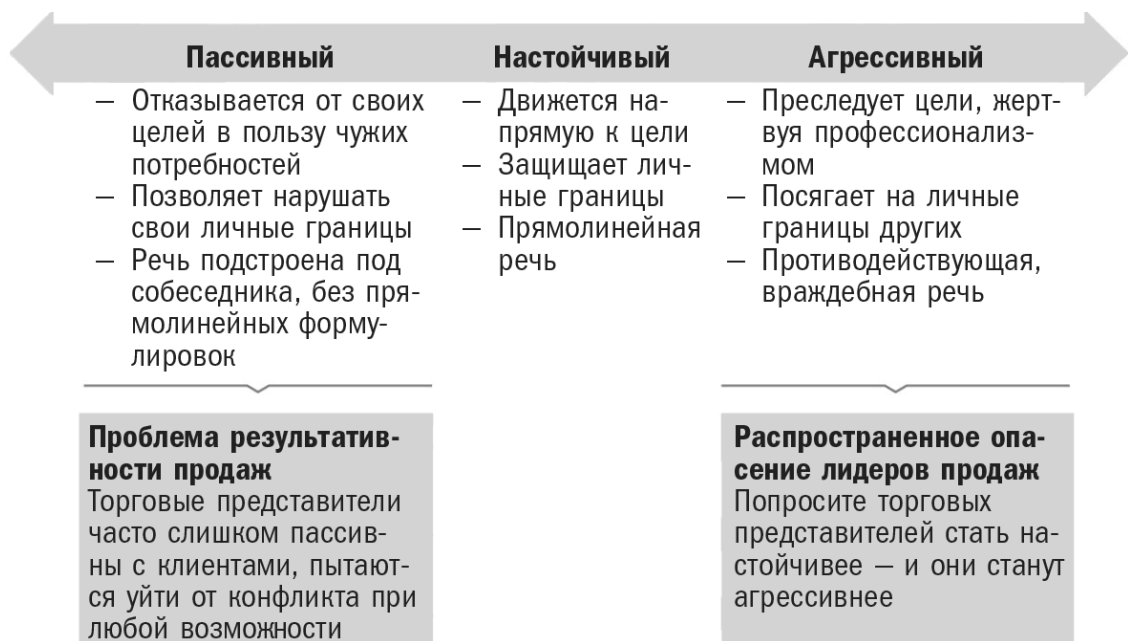 Пассивный
— Отказывается от своих
целей в пользу чужих
потребностей
— Позволяет нарушать
свои личные границы
— Речь подстроена под
собеседника, без пря-
молинейных форму-
лировок
Настойчивый
— Движется на-
прямую к цели
— Защищает лич-
ные границы
— Прямолинейная
речь
Агрессивный
— Преследует цели, жерт-
вуя профессионализ-
мом
— Посягает на личные
границы других
— Противодействующая,
враждебная речь
Проблема результатив-
ности продаж
Торговые представители
часто слишком пассив-
ны с клиентами, пытают-
ся уйти от конфликта при
любой возможности
Распространенное опа-
сение лидеров продаж
Попросите торговых
представителей стать на-
стойчивее — и они станут
агрессивнее